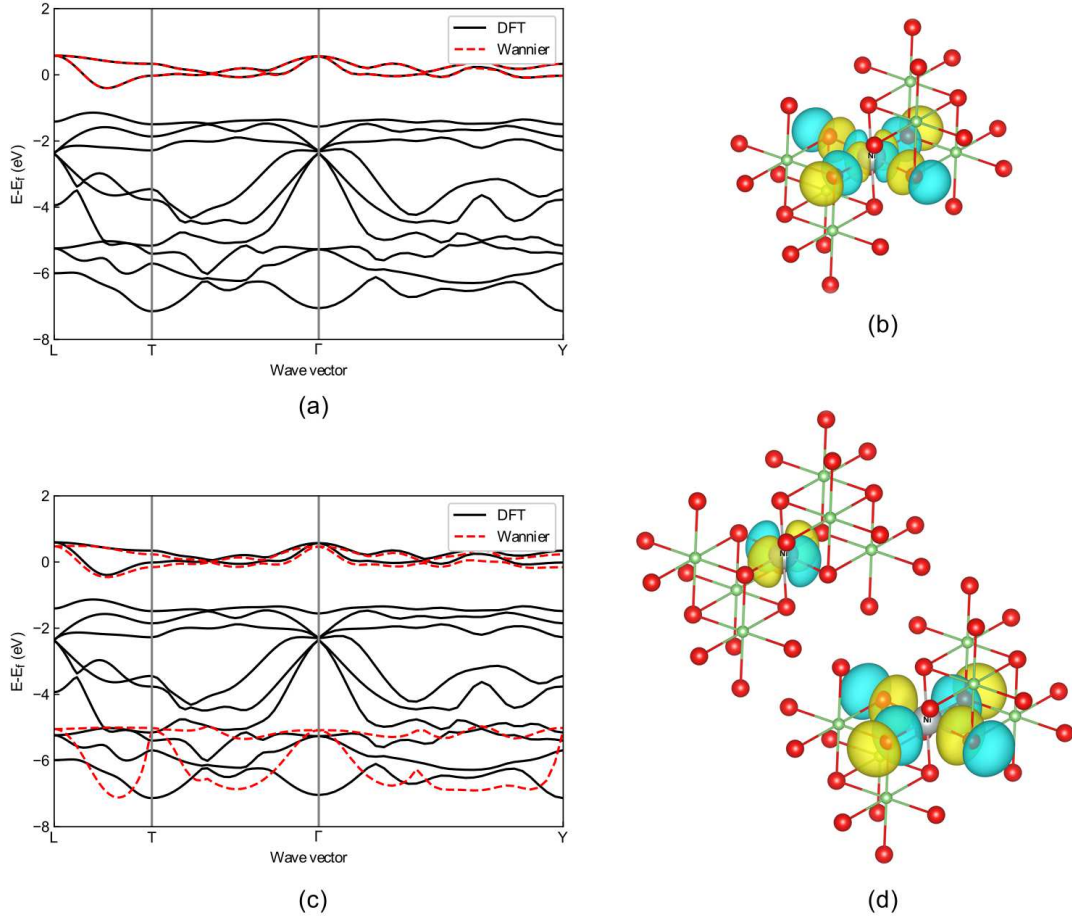 2
0
−2
−4
−6
−8
E-E_f (eV)
DFT
Wannier
L
T
Γ
Y
Wave vector
(a)
Ni
(b)
2
0
−2
−4
−6
−8
E-E_f (eV)
DFT
Wannier
L
T
Γ
Y
Wave vector
(c)
Ni
Ni
(d)